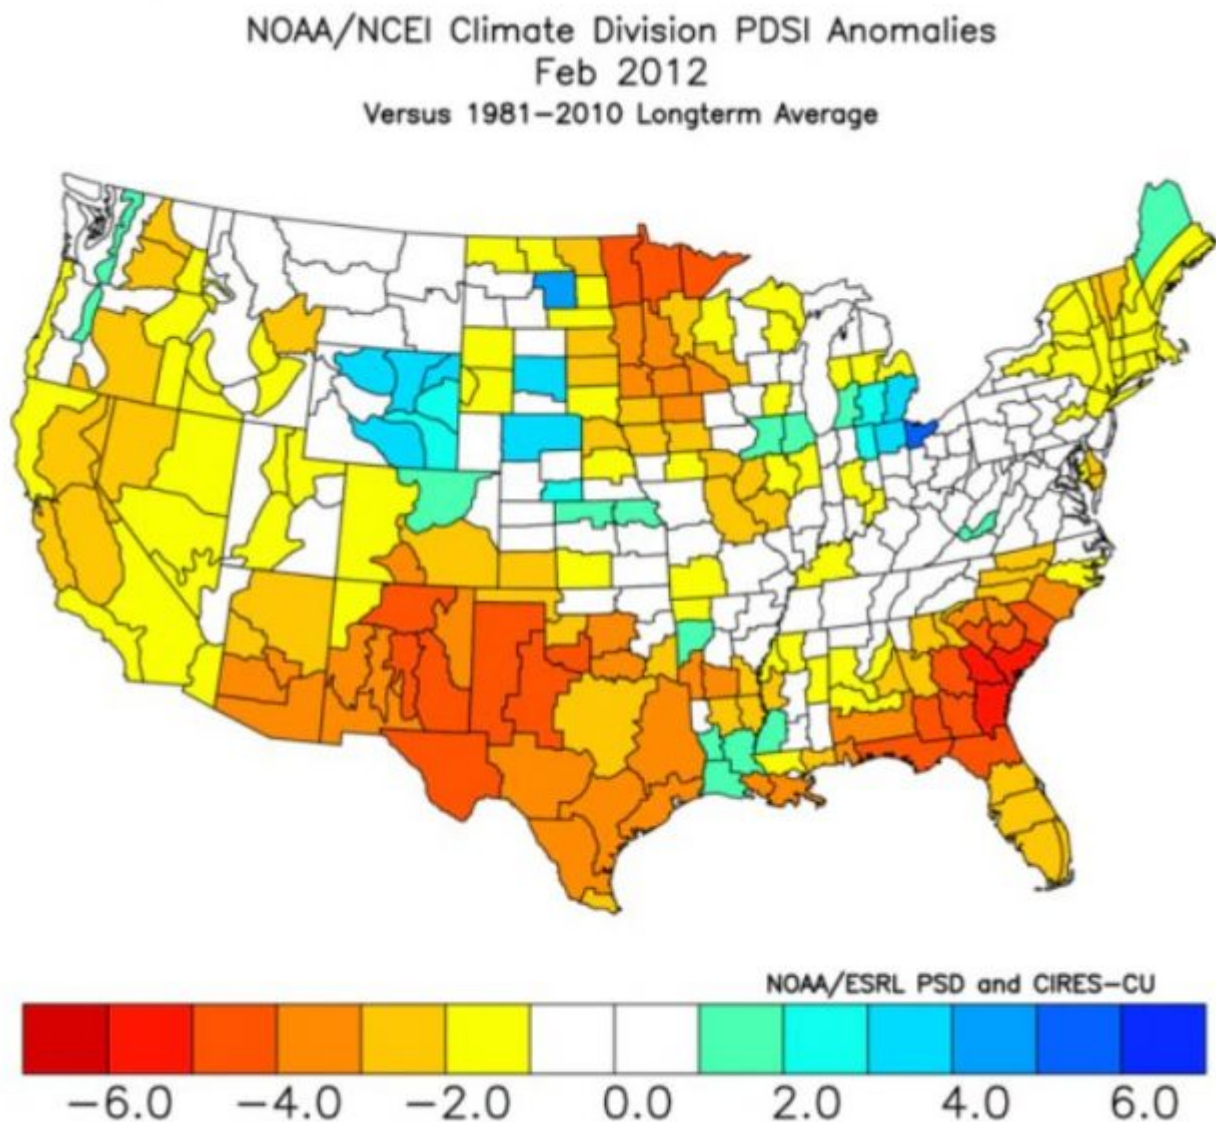 NOAA/NCEI Climate Division PDSI Anomalies
Feb 2012
Versus 1981–2010 Longterm Average
NOAA/ESRL PSD and CIRES–CU
−6.0 −4.0 −2.0 0.0 2.0 4.0 6.0